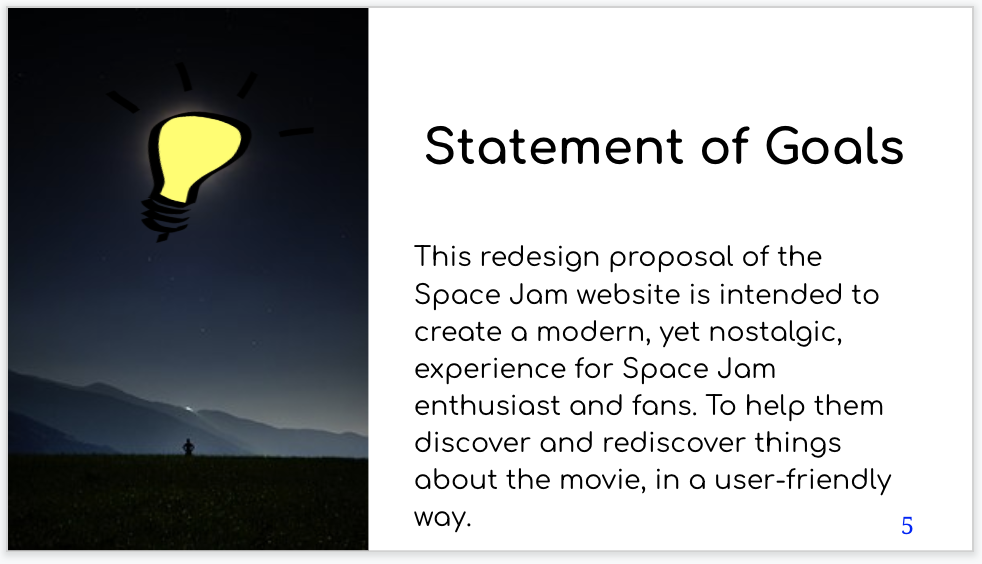 Statement of Goals
This redesign proposal of the
Space Jam website is intended to
create a modern, yet nostalgic,
experience for Space Jam
enthusiast and fans. To help them
discover and rediscover things
about the movie, in a user-friendly
way.
5